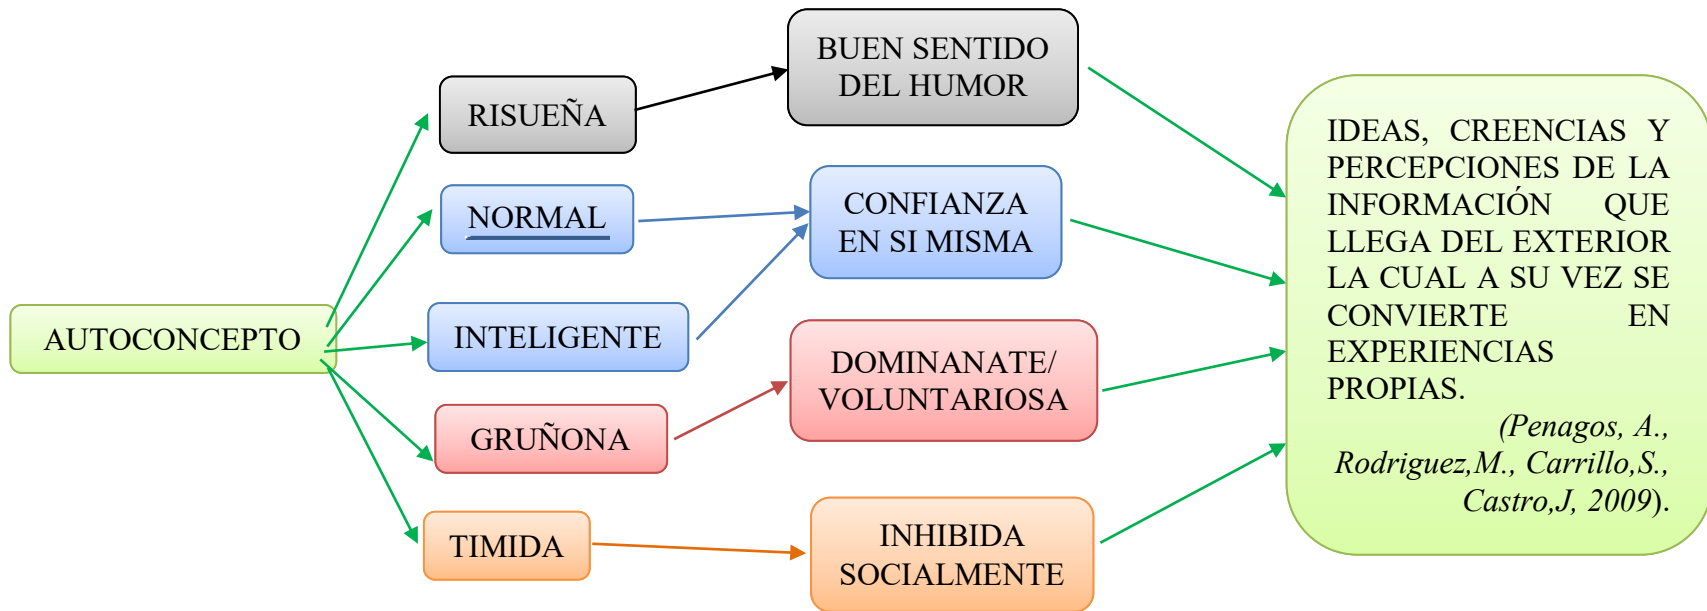 AUTOCONCEPTO
RISUEÑA
NORMAL
INTELIGENTE
GRUÑONA
TIMIDA
BUEN SENTIDO
DEL HUMOR
CONFIANZA
EN SI MISMA
DOMINANATE/
VOLUNTARIOSA
INHIBIDA
SOCIALMENTE
IDEAS, CREENCIAS Y
PERCEPCIONES DE LA
INFORMACIÓN QUE
LLEGA DEL EXTERIOR
LA CUAL A SU VEZ SE
CONVIERTE EN
EXPERIENCIAS
PROPIAS.
(Penagos, A.,
Rodriguez,M., Carrillo,S.,
Castro,J, 2009).